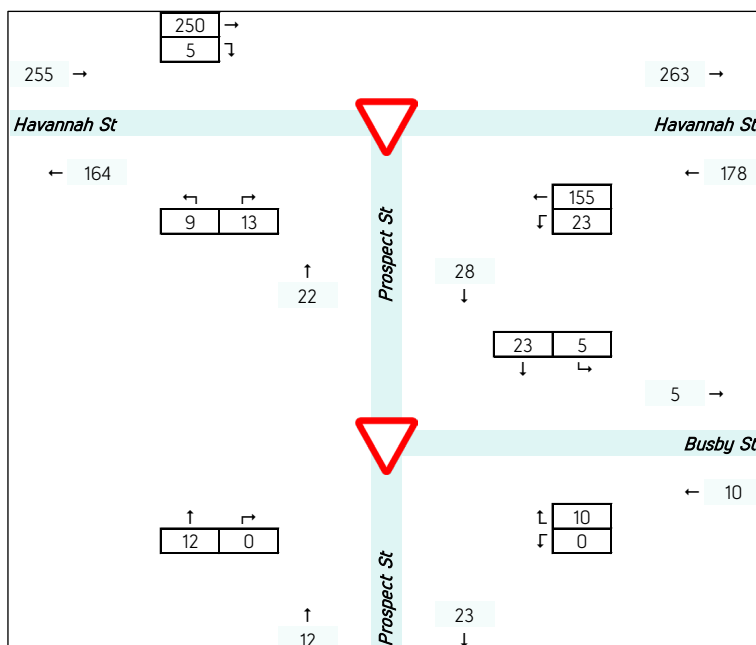 250 →
5 ↴
255 → 263 →
Havannah St Havannah St
← 164 ← 178
↰ ↱ ← 155
9 13 ↲ 23
Prospect St
↑ 28
22 ↓
23 5
↓ ↳
5 →
Busby St
← 10
↑ ↱ ↰ 10
12 0 ↲ 0
Prospect St
↑ 23
12 ↓